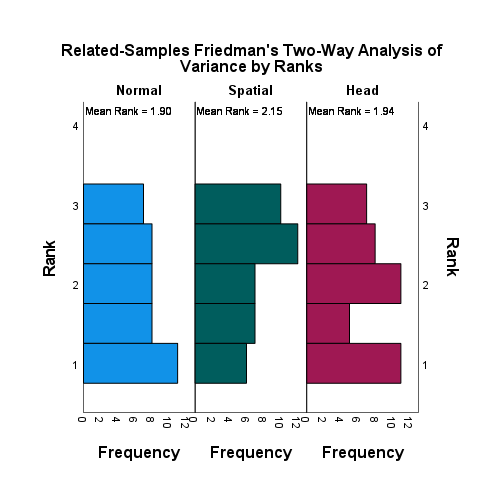 Related-Samples Friedman's Two-Way Analysis of
Variance by Ranks
Normal Spatial Head
Mean Rank = 1.90 Mean Rank = 2.15 Mean Rank = 1.94
4 4
3 3
Rank Rank
2 2
1 1
0 2 4 6 8 10 12 0 2 4 6 8 10 12 0 2 4 6 8 10 12
Frequency Frequency Frequency